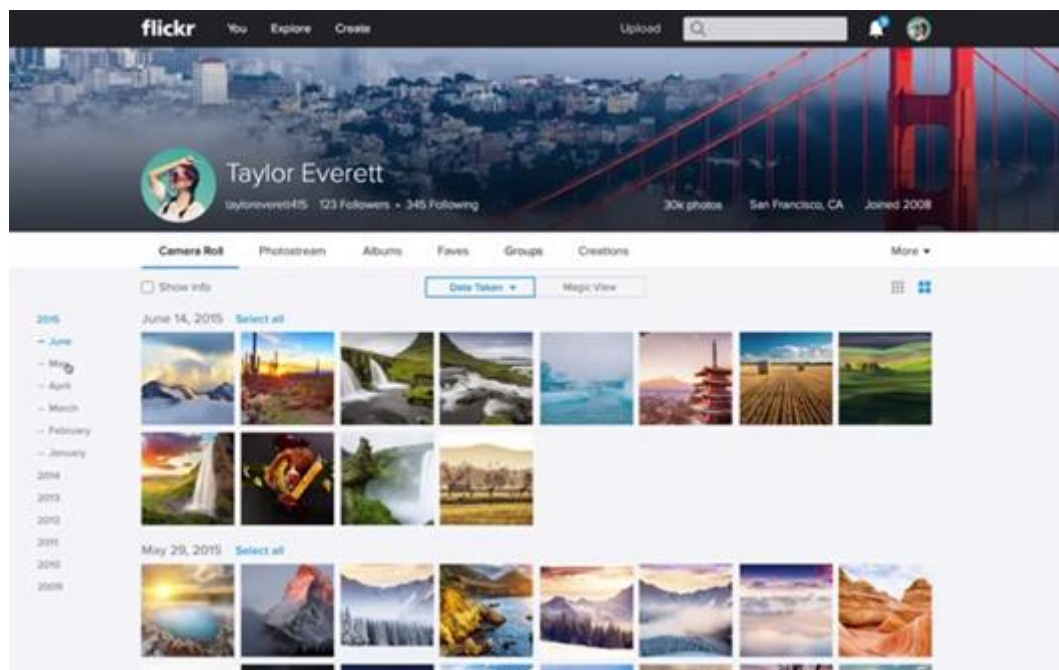 flickr You Explore Create Upload
Taylor Everett
tayloreverett415 123 Followers • 345 Following 30k photos San Francisco, CA Joined 2008
Camera Roll Photostream Albums Faves Groups Creations More
Show info Date Taken Magic View
2015 June 14, 2015 Select all
– June
– May
– April
– March
– February
– January
2014
2013
2012
2011 May 29, 2015 Select all
2010
2009